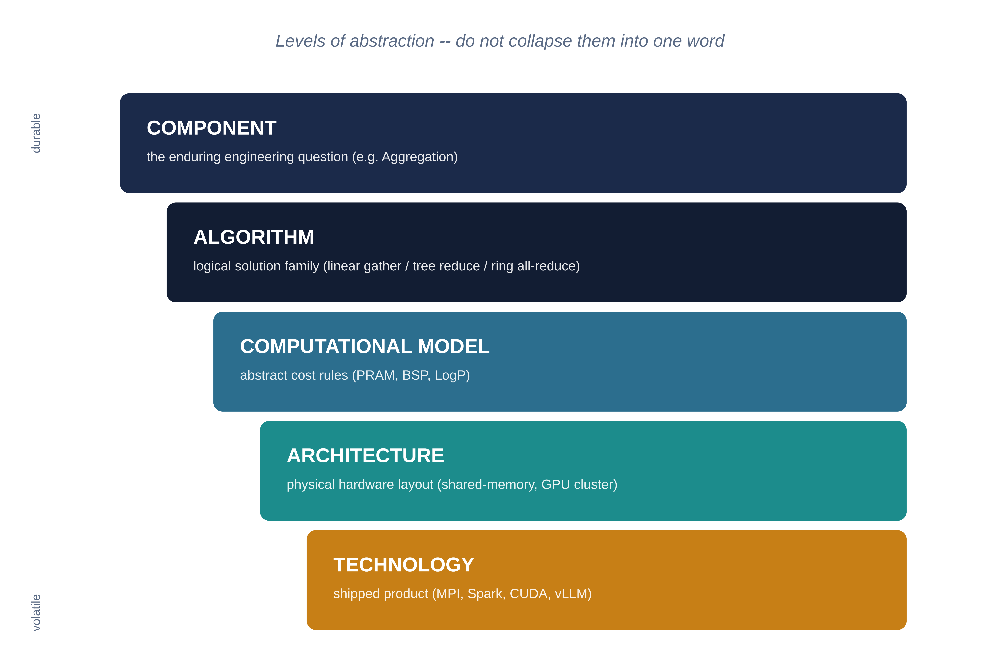 Levels of abstraction -- do not collapse them into one word
durable
COMPONENT
the enduring engineering question (e.g. Aggregation)
ALGORITHM
logical solution family (linear gather / tree reduce / ring all-reduce)
COMPUTATIONAL MODEL
abstract cost rules (PRAM, BSP, LogP)
ARCHITECTURE
physical hardware layout (shared-memory, GPU cluster)
TECHNOLOGY
shipped product (MPI, Spark, CUDA, vLLM)
volatile